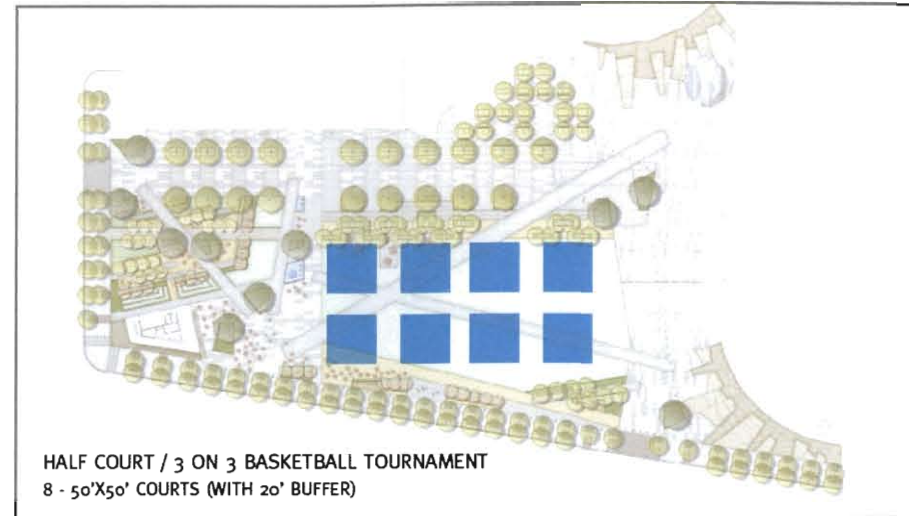 HALF COURT / 3 ON 3 BASKETBALL TOURNAMENT
8 - 50'X50' COURTS (WITH 20' BUFFER)